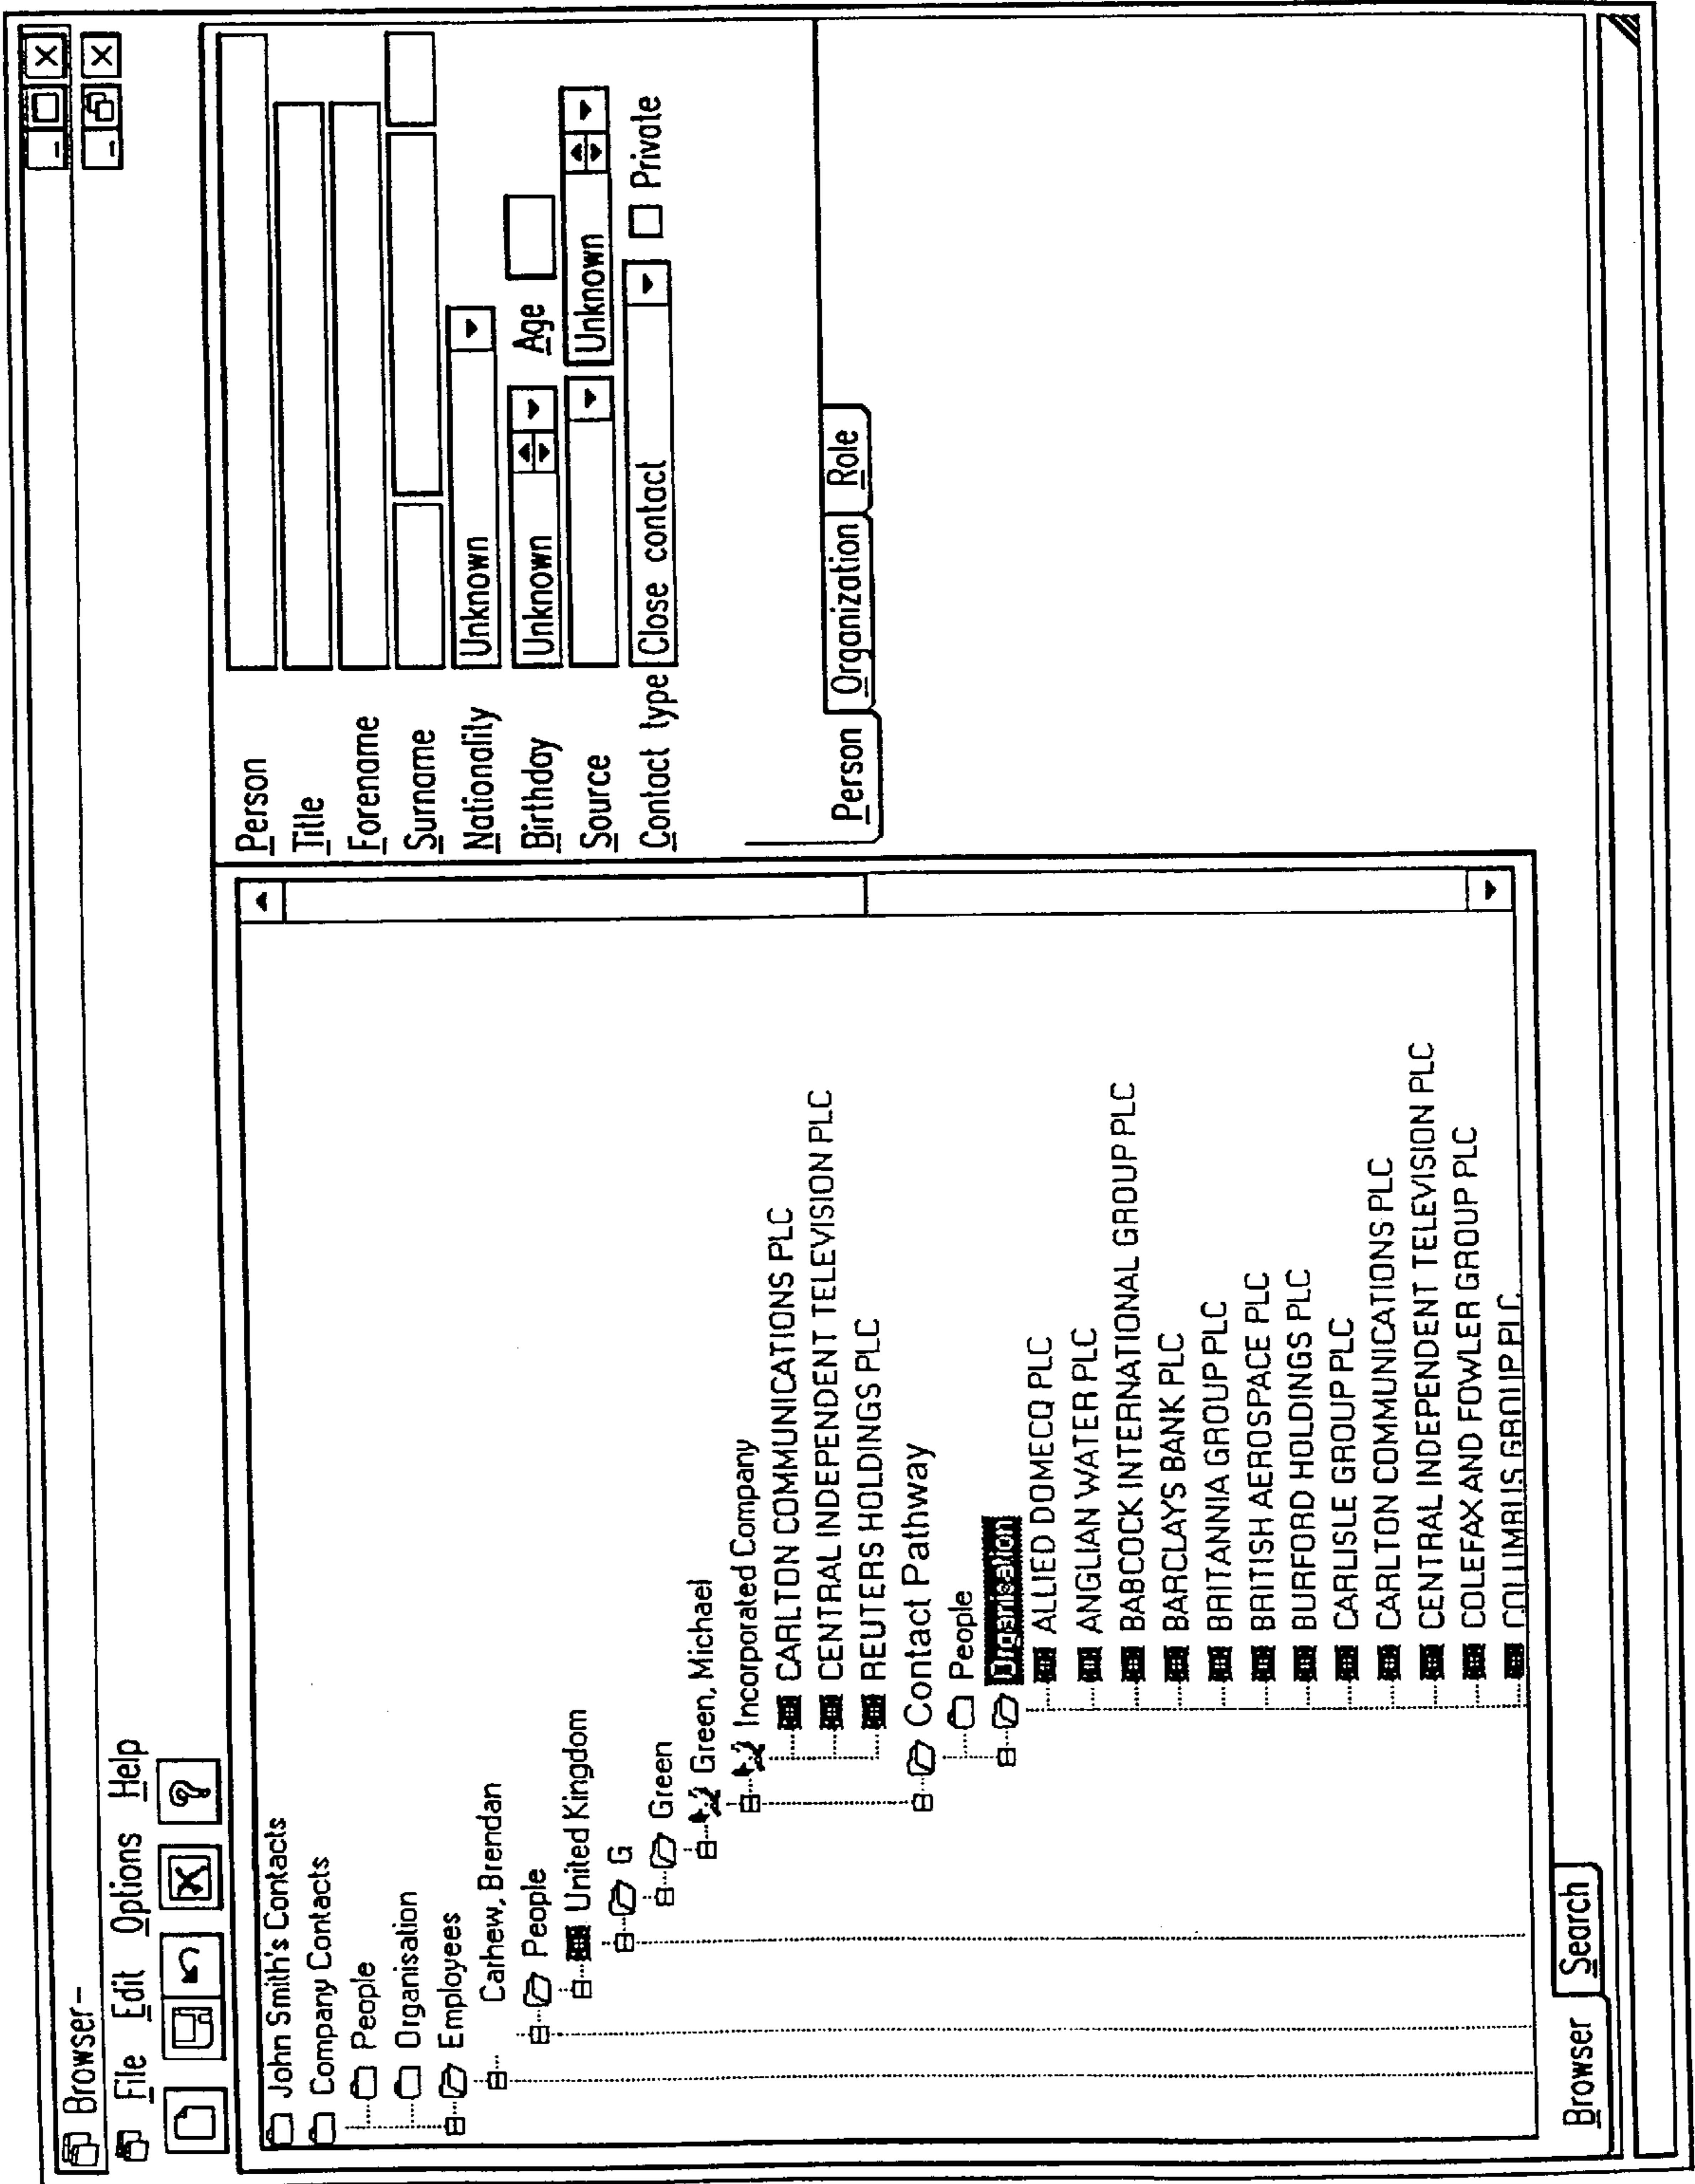 Browser-
File Edit Options Help
John Smith's Contacts
Company Contacts
People
Organisation
Employees
Carhew, Brendan
People
United Kingdom
G
Green
Green, Michael
Incorporated Company
CARLTON COMMUNICATIONS PLC
CENTRAL INDEPENDENT TELEVISION PLC
REUTERS HOLDINGS PLC
Contact Pathway
People
Organisation
ALLIED DOMECQ PLC
ANGLIAN WATER PLC
BABCOCK INTERNATIONAL GROUP PLC
BARCLAYS BANK PLC
BRITANNIA GROUP PLC
BRITISH AEROSPACE PLC
BURFORD HOLDINGS PLC
CARLISLE GROUP PLC
CARLTON COMMUNICATIONS PLC
CENTRAL INDEPENDENT TELEVISION PLC
COLEFAX AND FOWLER GROUP PLC
COLUMBUS GROUP PLC
Browser Search
Person
Title
Forename
Surname
Nationality Unknown
Birthday Unknown Age
Source Unknown
Contact type Close contact Private
Person Organization Role